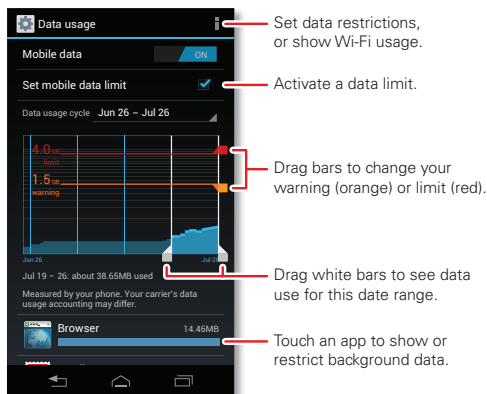 Data usage
Set data restrictions,
or show Wi-Fi usage.
Mobile data ON
Set mobile data limit
Activate a data limit.
Data usage cycle Jun 26 – Jul 26
4.0 GB
limit
1.5 GB
warning
Drag bars to change your
warning (orange) or limit (red).
Jun 26 Jul 26
Jul 19 – 26: about 38.65MB used
Drag white bars to see data
use for this date range.
Measured by your phone. Your carrier's data
usage accounting may differ.
Browser 14.46MB
Touch an app to show or
restrict background data.